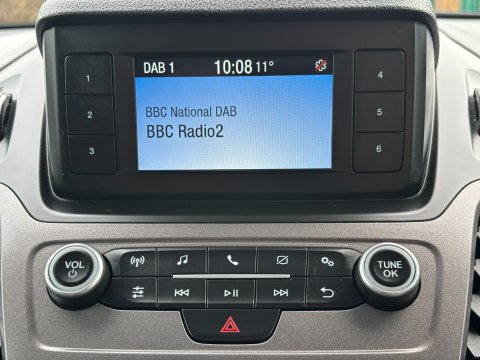 DAB 1 10:08 11°
1 4
BBC National DAB
2 5
BBC Radio2
3 6
VOL TUNE
OK